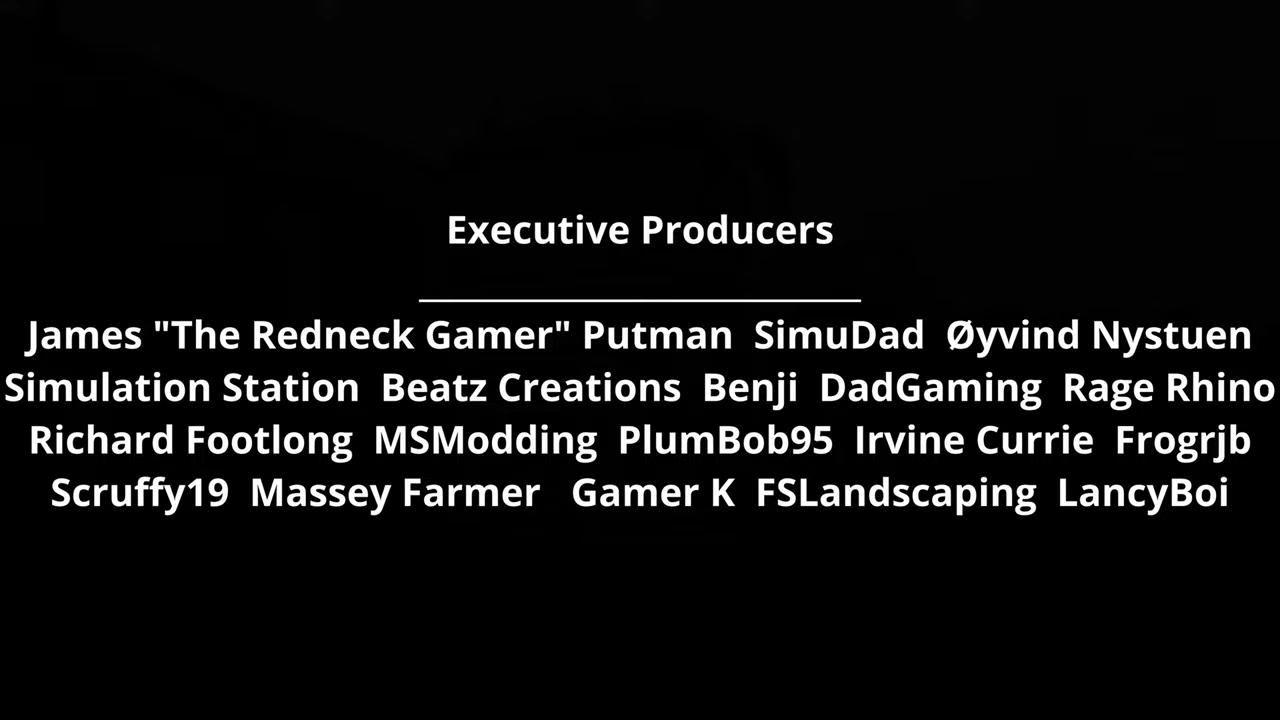 Executive Producers
James "The Redneck Gamer" Putman SimuDad Øyvind Nystuen
Simulation Station Beatz Creations Benji DadGaming Rage Rhino
Richard Footlong MSModding PlumBob95 Irvine Currie Frogrjb
Scruffy19 Massey Farmer Gamer K FSLandscaping LancyBoi